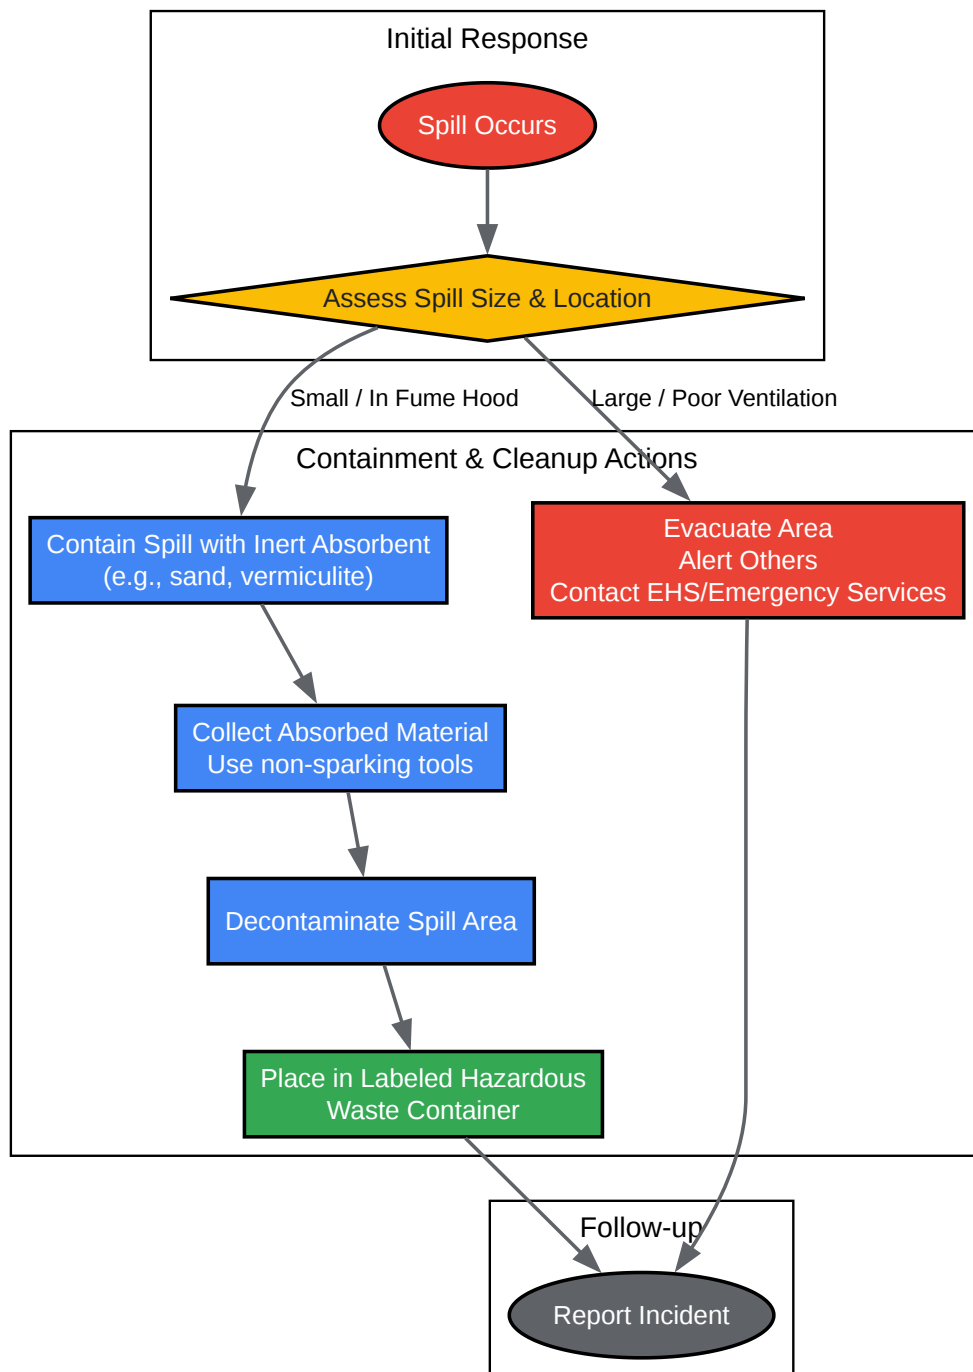 Initial Response
Spill Occurs
Assess Spill Size & Location
Small / In Fume Hood
Large / Poor Ventilation
Containment & Cleanup Actions
Contain Spill with Inert Absorbent
(e.g., sand, vermiculite)
Evacuate Area
Alert Others
Contact EHS/Emergency Services
Collect Absorbed Material
Use non-sparking tools
Decontaminate Spill Area
Place in Labeled Hazardous
Waste Container
Follow-up
Report Incident